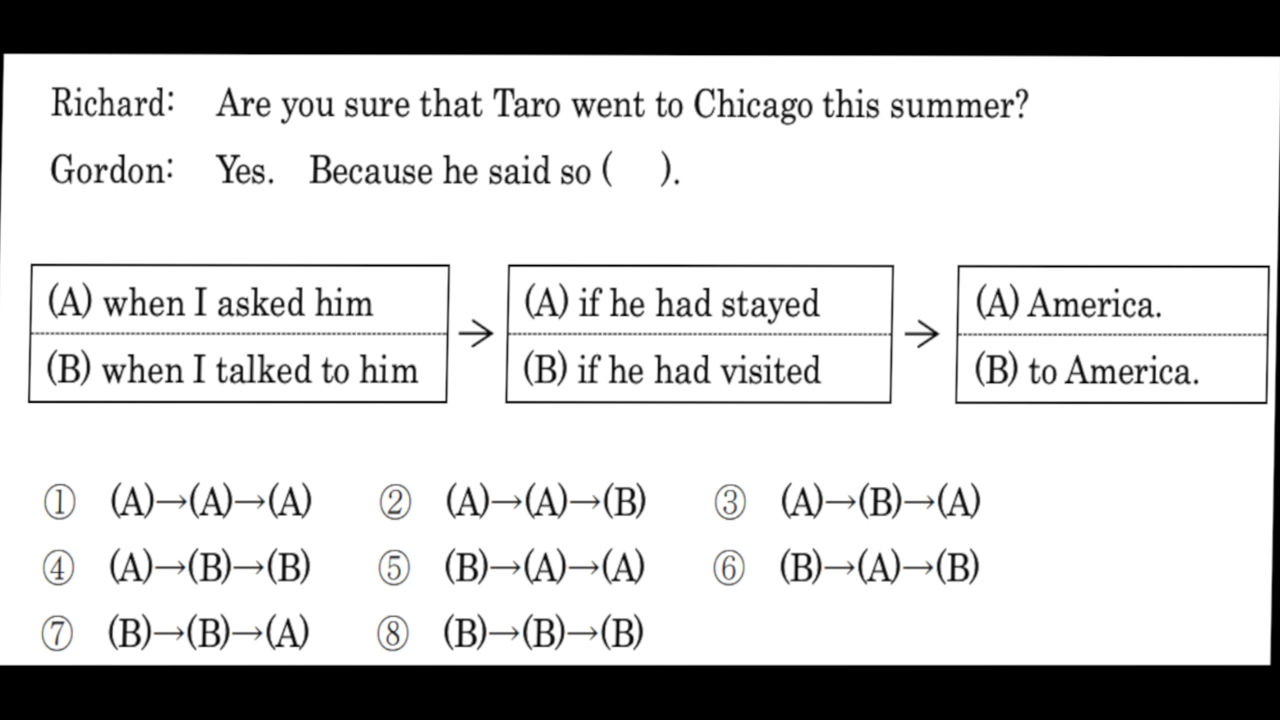 Richard: Are you sure that Taro went to Chicago this summer?
Gordon: Yes. Because he said so ( ).
(A) when I asked him → (A) if he had stayed → (A) America.
(B) when I talked to him (B) if he had visited (B) to America.
① (A)→(A)→(A) ② (A)→(A)→(B) ③ (A)→(B)→(A)
④ (A)→(B)→(B) ⑤ (B)→(A)→(A) ⑥ (B)→(A)→(B)
⑦ (B)→(B)→(A) ⑧ (B)→(B)→(B)